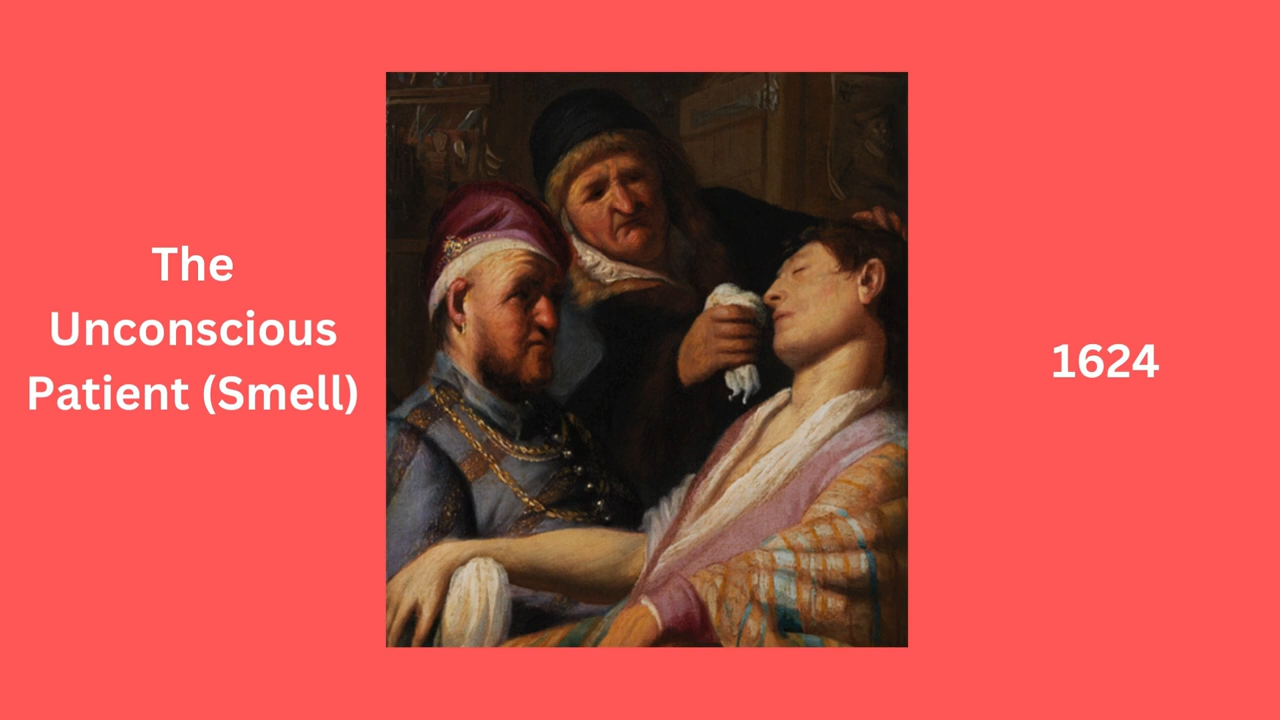 The
Unconscious
Patient (Smell)
1624